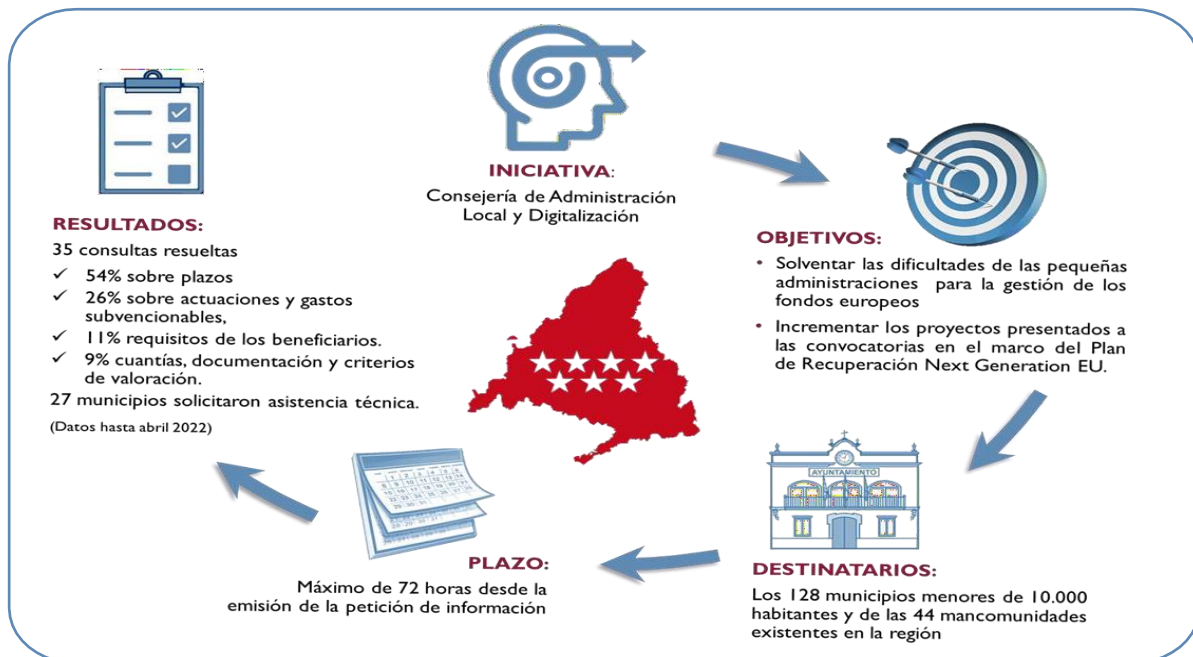 INICIATIVA:
Consejería de Administración
Local y Digitalización
OBJETIVOS:
• Solventar las dificultades de las pequeñas
administraciones para la gestión de los
fondos europeos
• Incrementar los proyectos presentados a
las convocatorias en el marco del Plan
de Recuperación Next Generation EU.
AYUNTAMIENTO
DESTINATARIOS:
Los 128 municipios menores de 10.000
habitantes y de las 44 mancomunidades
existentes en la región
PLAZO:
Máximo de 72 horas desde la
emisión de la petición de información
RESULTADOS:
35 consultas resueltas
✓ 54% sobre plazos
✓ 26% sobre actuaciones y gastos
subvencionables,
✓ 11% requisitos de los beneficiarios.
✓ 9% cuantías, documentación y criterios
de valoración.
27 municipios solicitaron asistencia técnica.
(Datos hasta abril 2022)